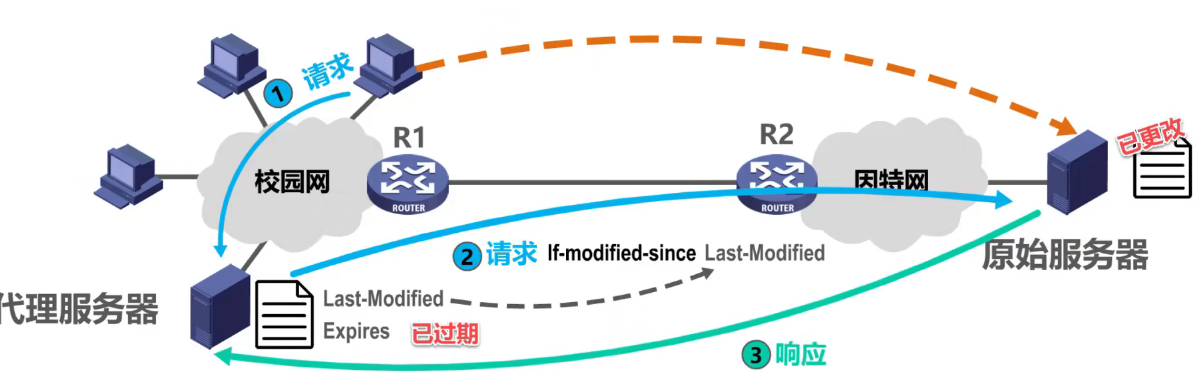 ① 请求
R1
R2
已更改
校园网
因特网
ROUTER
ROUTER
② 请求 If-modified-since Last-Modified
原始服务器
代理服务器
Last-Modified
Expires 已过期
③ 响应